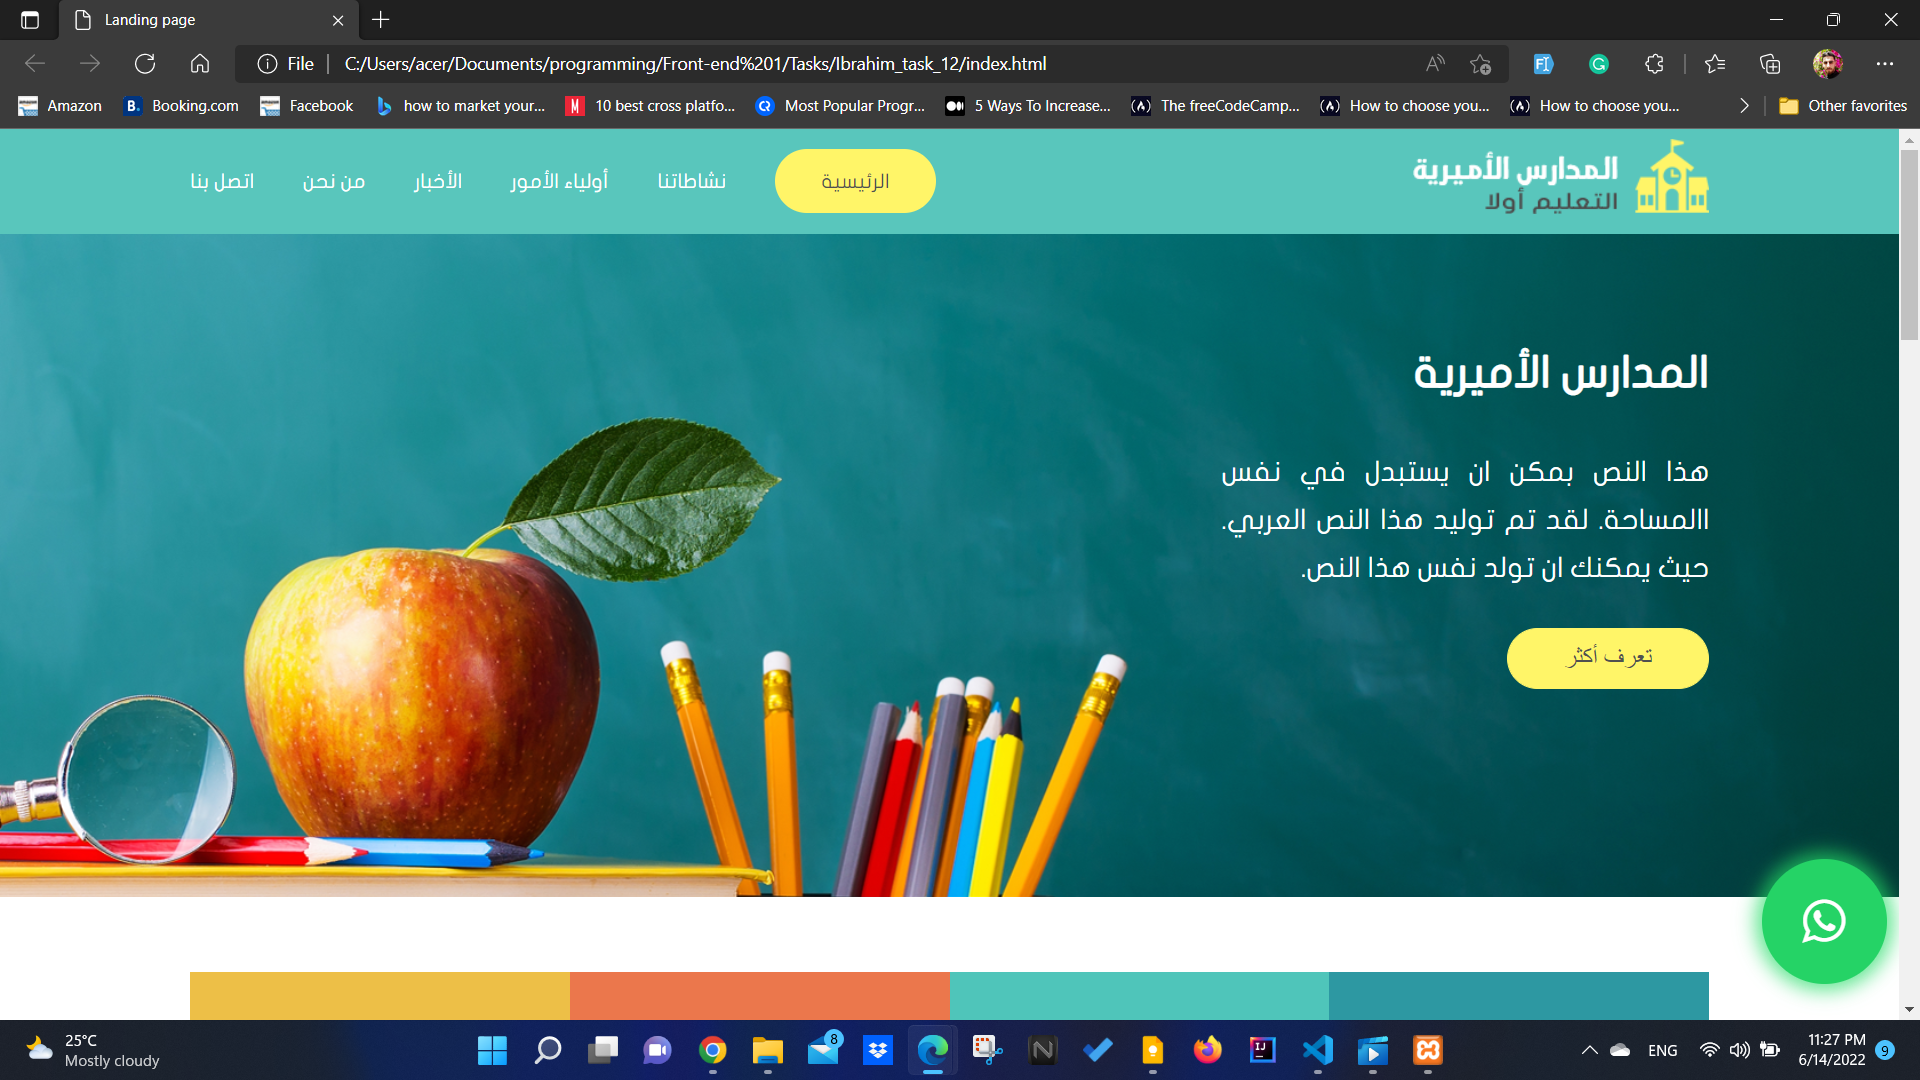 Landing page
File
C:/Users/acer/Documents/programming/Front-end%201/Tasks/Ibrahim_task_12/index.html
Amazon
Booking.com
Facebook
how to market your...
10 best cross platfo...
Most Popular Progr...
5 Ways To Increase...
The freeCodeCamp...
How to choose you...
How to choose you...
Other favorites
المدارس الأميرية
التعليم أولا
الرئيسية
نشاطاتنا
أولياء الأمور
الأخبار
من نحن
اتصل بنا
المدارس الأميرية
هذا النص بمكن ان يستبدل في نفس
االمساحة. لقد تم توليد هذا النص العربي.
حيث يمكنك ان تولد نفس هذا النص.
تعرف أكثر
25°C
Mostly cloudy
8
ENG
11:27 PM
6/14/2022
9